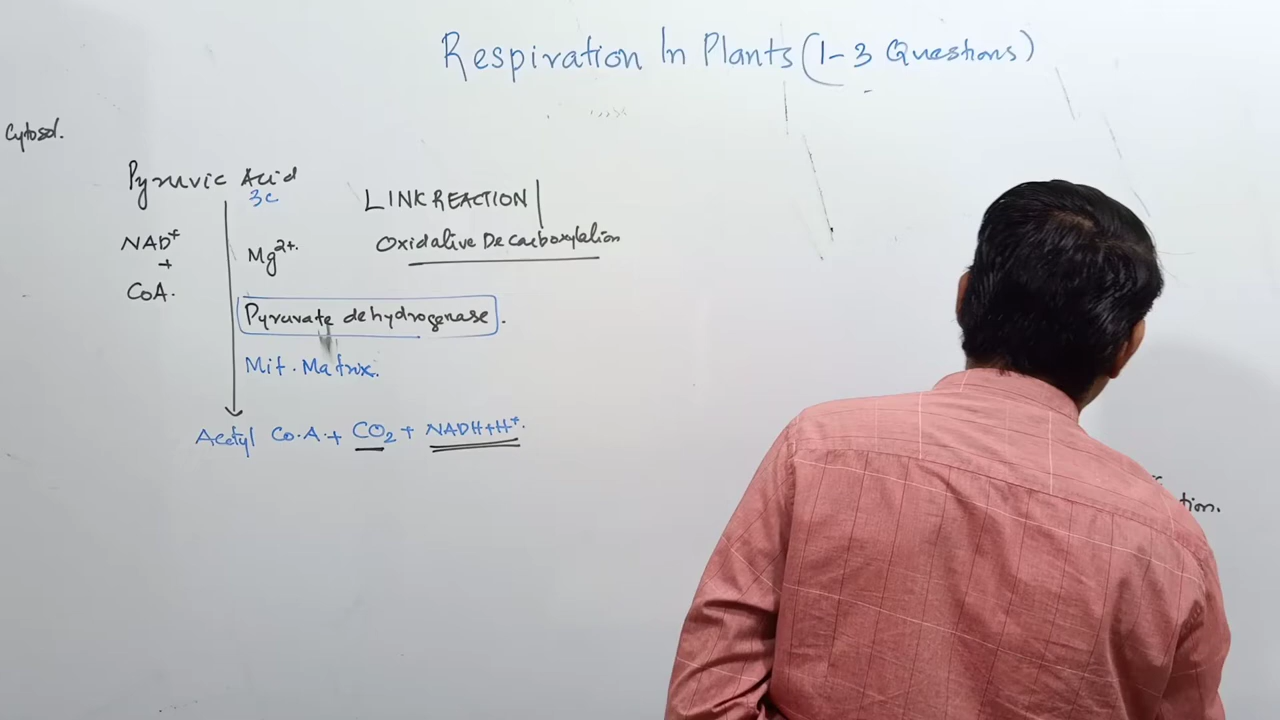 Respiration In Plants (1-3 Questions)
Cytosol.
Pyruvic Acid
3C
LINK REACTION
Oxidative Decarboxylation
NAD⁺
+
CoA.
Mg²⁺.
Pyruvate dehydrogenase.
Mit. Matrix.
Acetyl Co.A + CO₂ + NADH+H⁺.